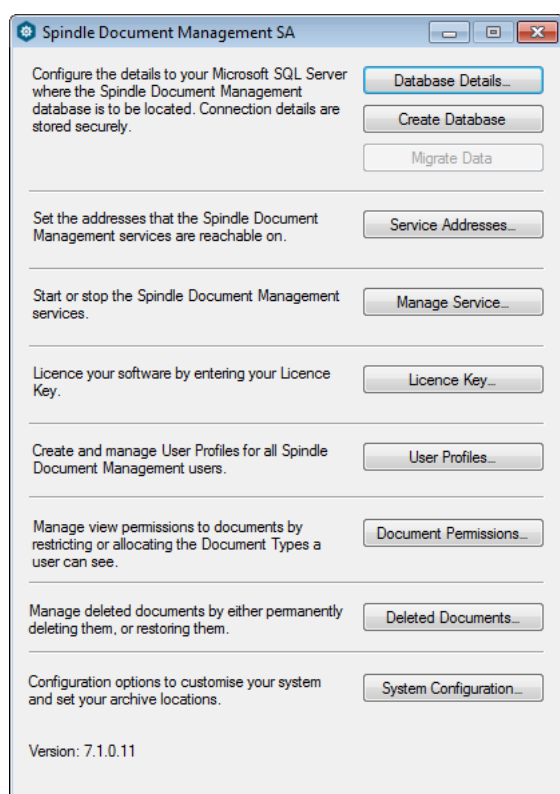 Spindle Document Management SA
Configure the details to your Microsoft SQL Server
where the Spindle Document Management
database is to be located. Connection details are
stored securely.
Database Details...
Create Database
Migrate Data
Set the addresses that the Spindle Document
Management services are reachable on.
Service Addresses...
Start or stop the Spindle Document Management
services.
Manage Service...
Licence your software by entering your Licence
Key.
Licence Key...
Create and manage User Profiles for all Spindle
Document Management users.
User Profiles...
Manage view permissions to documents by
restricting or allocating the Document Types a
user can see.
Document Permissions...
Manage deleted documents by either permanently
deleting them, or restoring them.
Deleted Documents...
Configuration options to customise your system
and set your archive locations.
System Configuration...
Version: 7.1.0.11